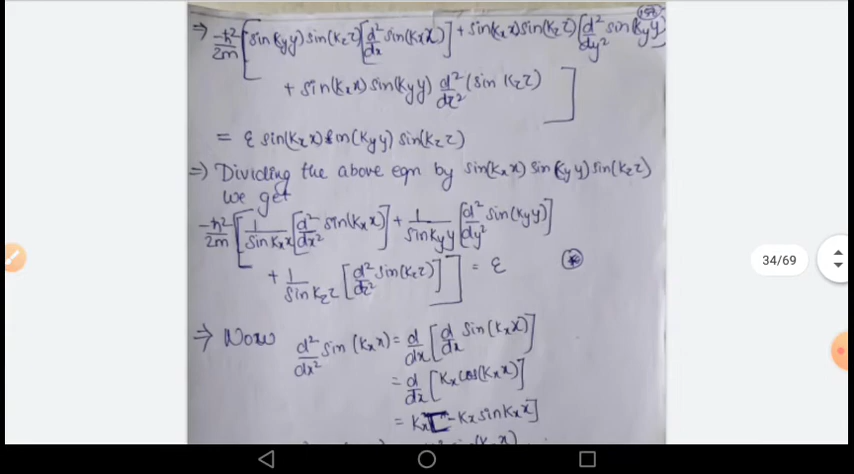 ⇒ -ħ²/2m [sin(kyy) sin(kzz) [d²/dx sin(kxx)] + sin(kxx) sin(kzz) [d²/dy² sin(kyy)]
+ sin(kxx) sin(kyy) d²/dz² (sin kzz) ]
= ε sin(kxx) sin(kyy) sin(kzz)
⇒ Dividing the above eqn by sin(kxx) sin(kyy) sin(kzz)
we get
-ħ²/2m [ 1/sin kxx [d²/dx² sin(kxx)] + 1/sin kyy [d²/dy² sin(kyy)]
+ 1/sin kzz [d²/dz² sin(kzz)] ] = ε
⇒ Now d²/dx² sin(kxx) = d/dx [d/dx sin(kxx)]
= d/dx [kx cos(kxx)]
= kx [-kx sin kxx]
34/69